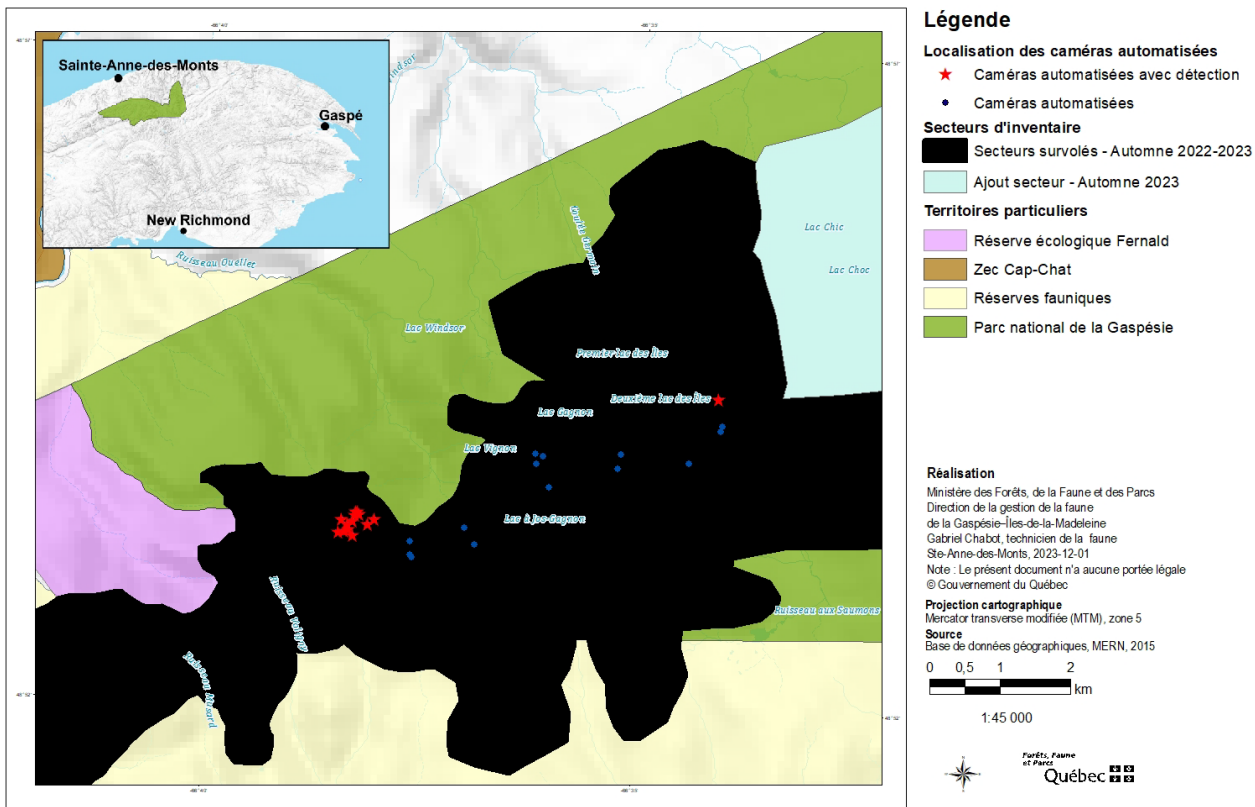 Sainte-Anne-des-Monts
Gaspé
New Richmond
Ruisseau Ouellet
Lac Windsor
Lac Chic
Lac Choc
Premier lac des Îles
Deuxième lac des Îles
Lac Gagnon
Lac Vignon
Lac à Jos-Gagnon
Ruisseau aux Saumons
Légende
Localisation des caméras automatisées
Caméras automatisées avec détection
Caméras automatisées
Secteurs d'inventaire
Secteurs survolés - Automne 2022-2023
Ajout secteur - Automne 2023
Territoires particuliers
Réserve écologique Fernald
Zec Cap-Chat
Réserves fauniques
Parc national de la Gaspésie
Réalisation
Ministère des Forêts, de la Faune et des Parcs
Direction de la gestion de la faune
de la Gaspésie–Îles-de-la-Madeleine
Gabriel Chabot, technicien de la faune
Ste-Anne-des-Monts, 2023-12-01
Note : Le présent document n'a aucune portée légale
© Gouvernement du Québec
Projection cartographique
Mercator transverse modifiée (MTM), zone 5
Source
Base de données géographiques, MERN, 2015
0 0,5 1 2
km
1:45 000
Forêts, Faune
et Parcs
Québec